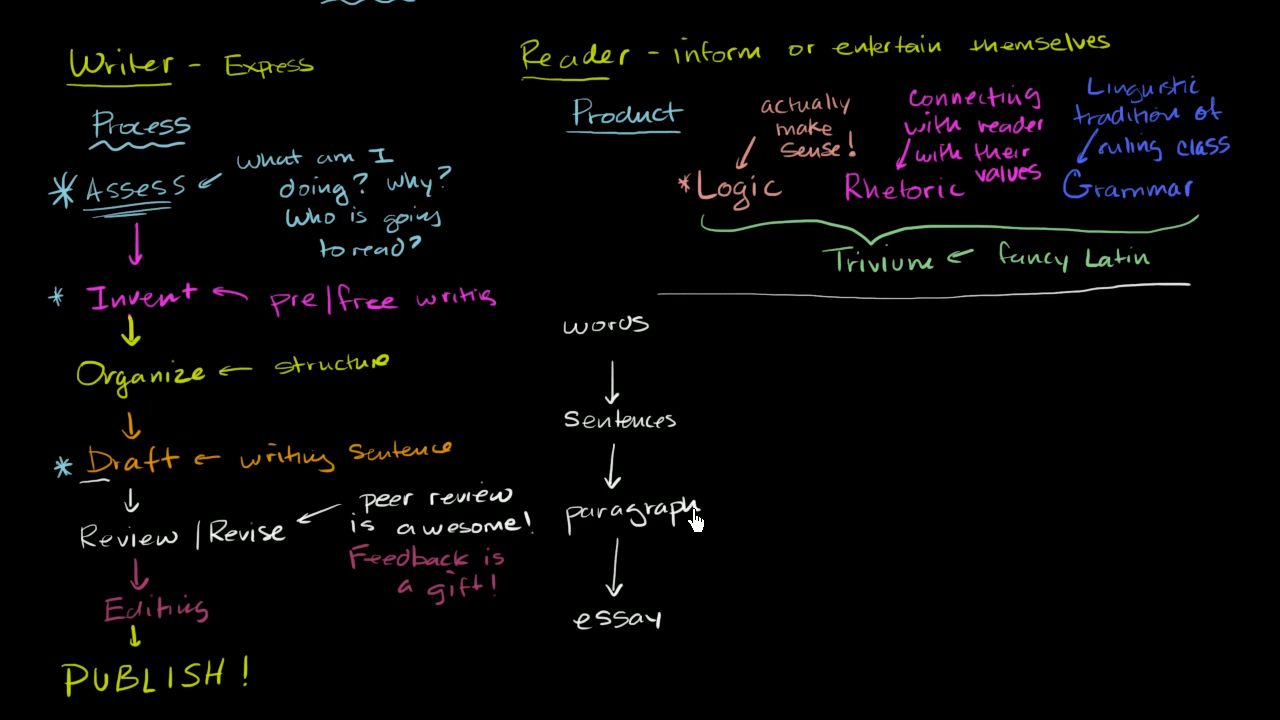 Writer - Express
Process
Assess
what am I
doing? why?
Who is going
to read?
Invent
pre/free writing
Organize
structure
Draft
writing sentence
Review / Revise
peer review
is awesome!
Feedback is
a gift!
Editing
PUBLISH!
Reader - inform or entertain themselves
Product
actually
make
sense!
*Logic
connecting
with reader
with their
values
Rhetoric
Linguistic
tradition of
ruling class
Grammar
Trivium
fancy Latin
words
Sentences
paragraph
essay